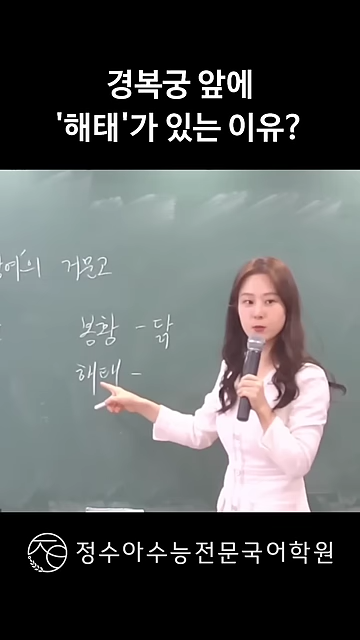 경복궁 앞에
'해태'가 있는 이유?
의 거문고
봉황 - 닭
해태 -
정수아수능전문국어학원